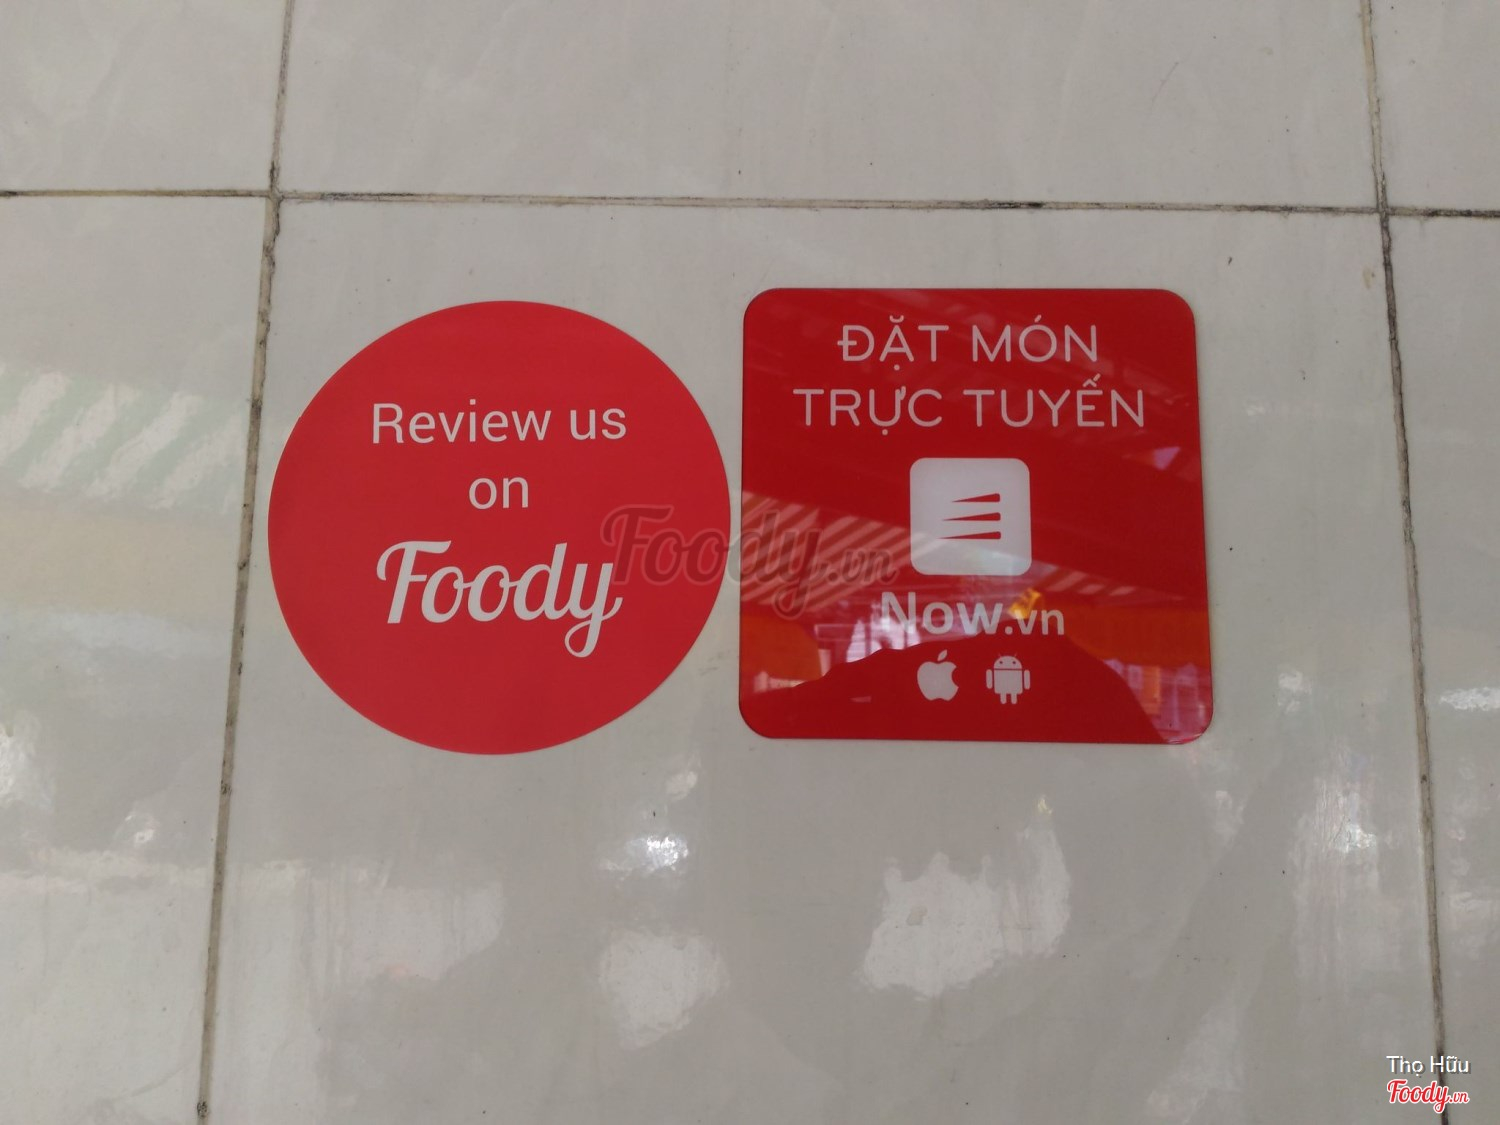 Review us
on
Foody
ĐẶT MÓN
TRỰC TUYẾN
Now.vn
Foody.vn
Thọ Hữu
Foody.vn